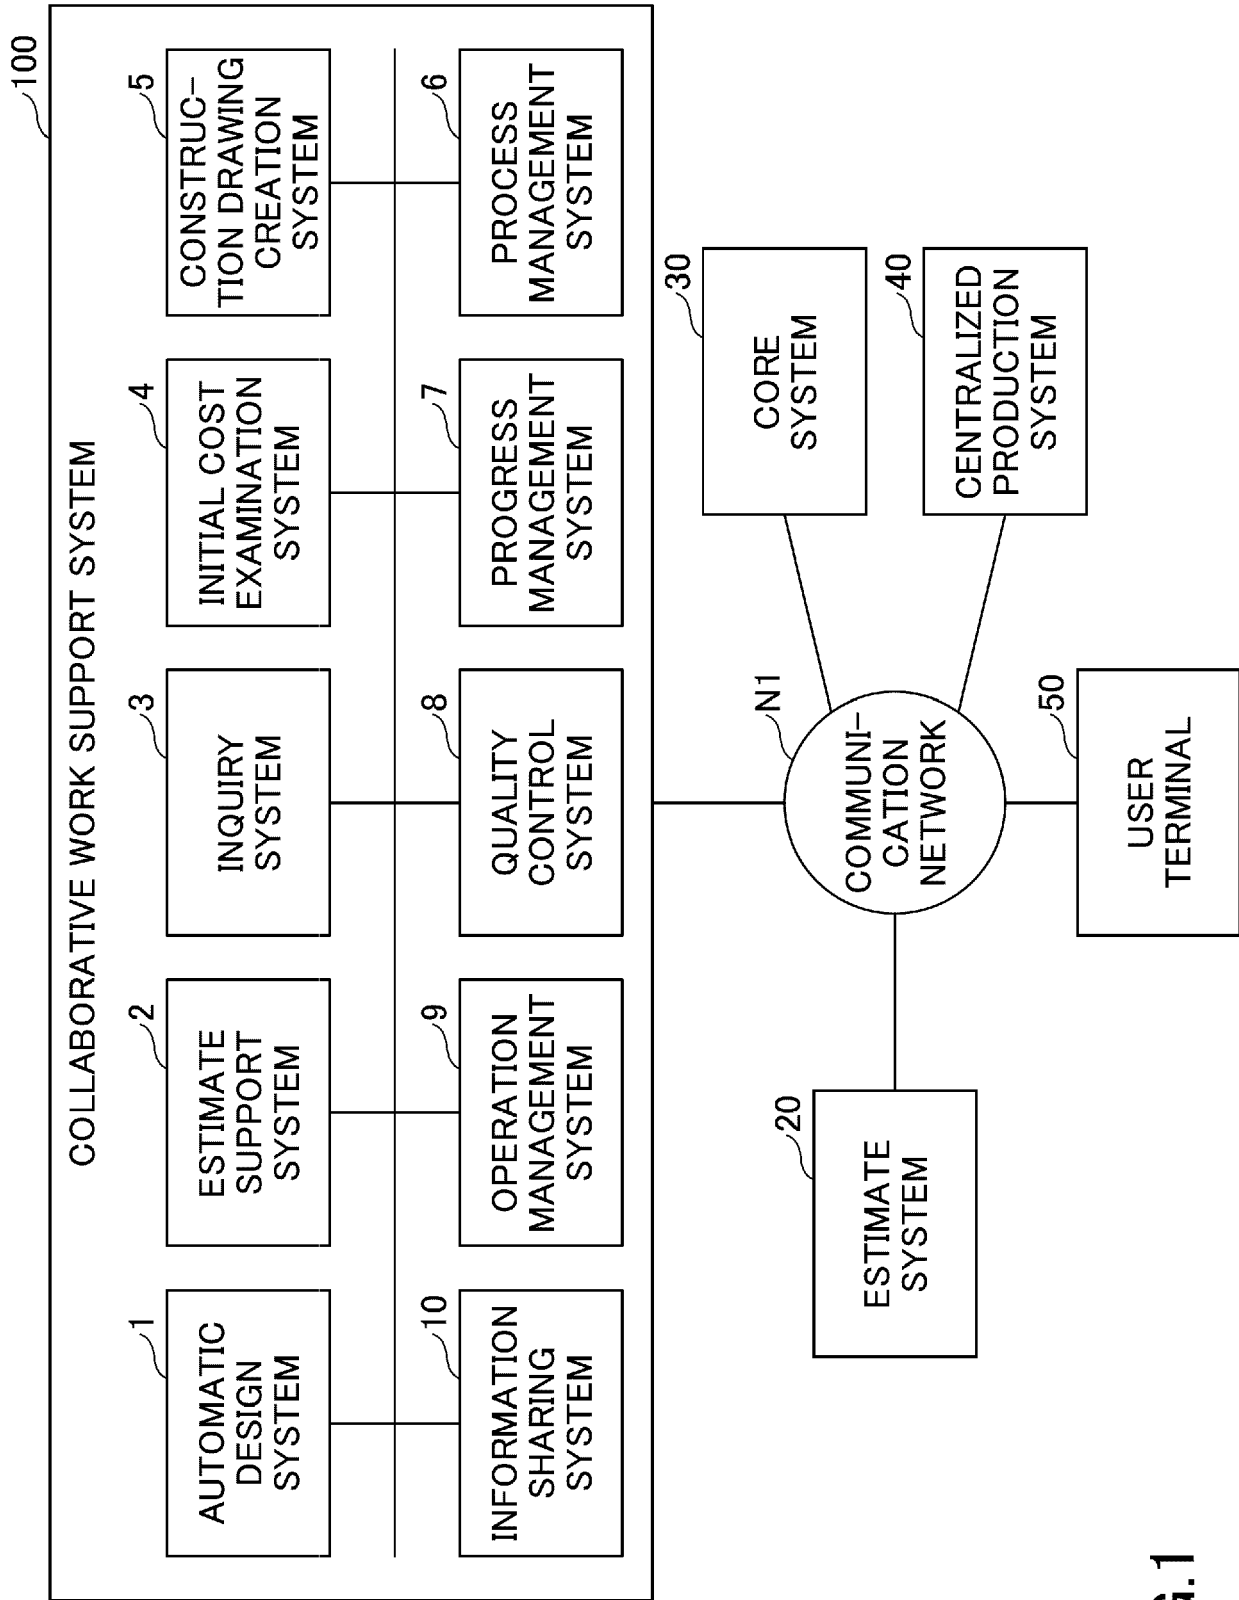 100
COLLABORATIVE WORK SUPPORT SYSTEM
1
AUTOMATIC
DESIGN
SYSTEM
2
ESTIMATE
SUPPORT
SYSTEM
3
INQUIRY
SYSTEM
4
INITIAL COST
EXAMINATION
SYSTEM
5
CONSTRUC-
TION DRAWING
CREATION
SYSTEM
10
INFORMATION
SHARING
SYSTEM
9
OPERATION
MANAGEMENT
SYSTEM
8
QUALITY
CONTROL
SYSTEM
7
PROGRESS
MANAGEMENT
SYSTEM
6
PROCESS
MANAGEMENT
SYSTEM
20
ESTIMATE
SYSTEM
N1
COMMUNI-
CATION
NETWORK
30
CORE
SYSTEM
40
CENTRALIZED
PRODUCTION
SYSTEM
50
USER
TERMINAL
G.1